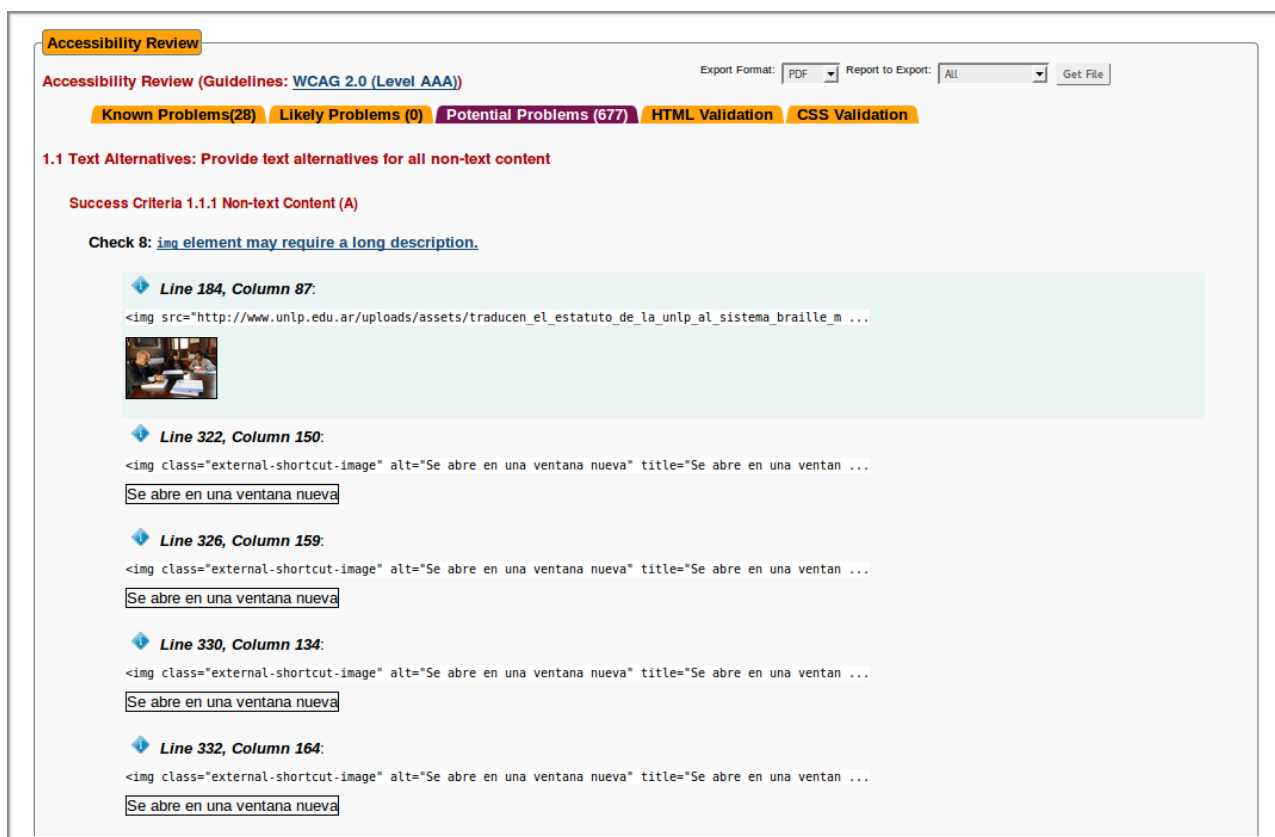 Accessibility Review
Accessibility Review (Guidelines: WCAG 2.0 (Level AAA))
Export Format: PDF Report to Export: All Get File
Known Problems(28) Likely Problems (0) Potential Problems (677) HTML Validation CSS Validation
1.1 Text Alternatives: Provide text alternatives for all non-text content
Success Criteria 1.1.1 Non-text Content (A)
Check 8: img element may require a long description.
Line 184, Column 87:
<img src="http://www.unlp.edu.ar/uploads/assets/traducen_el_estatuto_de_la_unlp_al_sistema_braille_m ...
Line 322, Column 150:
<img class="external-shortcut-image" alt="Se abre en una ventana nueva" title="Se abre en una ventan ...
Se abre en una ventana nueva
Line 326, Column 159:
<img class="external-shortcut-image" alt="Se abre en una ventana nueva" title="Se abre en una ventan ...
Se abre en una ventana nueva
Line 330, Column 134:
<img class="external-shortcut-image" alt="Se abre en una ventana nueva" title="Se abre en una ventan ...
Se abre en una ventana nueva
Line 332, Column 164:
<img class="external-shortcut-image" alt="Se abre en una ventana nueva" title="Se abre en una ventan ...
Se abre en una ventana nueva